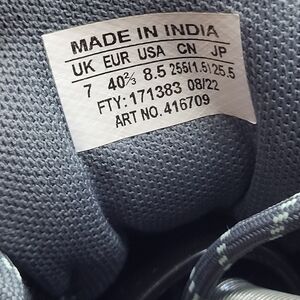 MADE IN INDIA
UK EUR USA CN JP
7 40⅔ 8.5 255(1.5) 25.5
FTY: 171383 08/22
ART NO. 416709